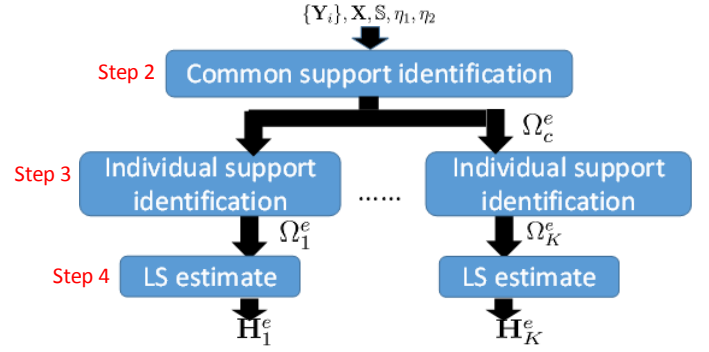 {Y_i}, X, 𝕊, η_1, η_2
Step 2
Common support identification
Ω_c^e
Step 3
Individual support
identification
......
Individual support
identification
Ω_1^e
Ω_K^e
Step 4
LS estimate
LS estimate
H_1^e
H_K^e